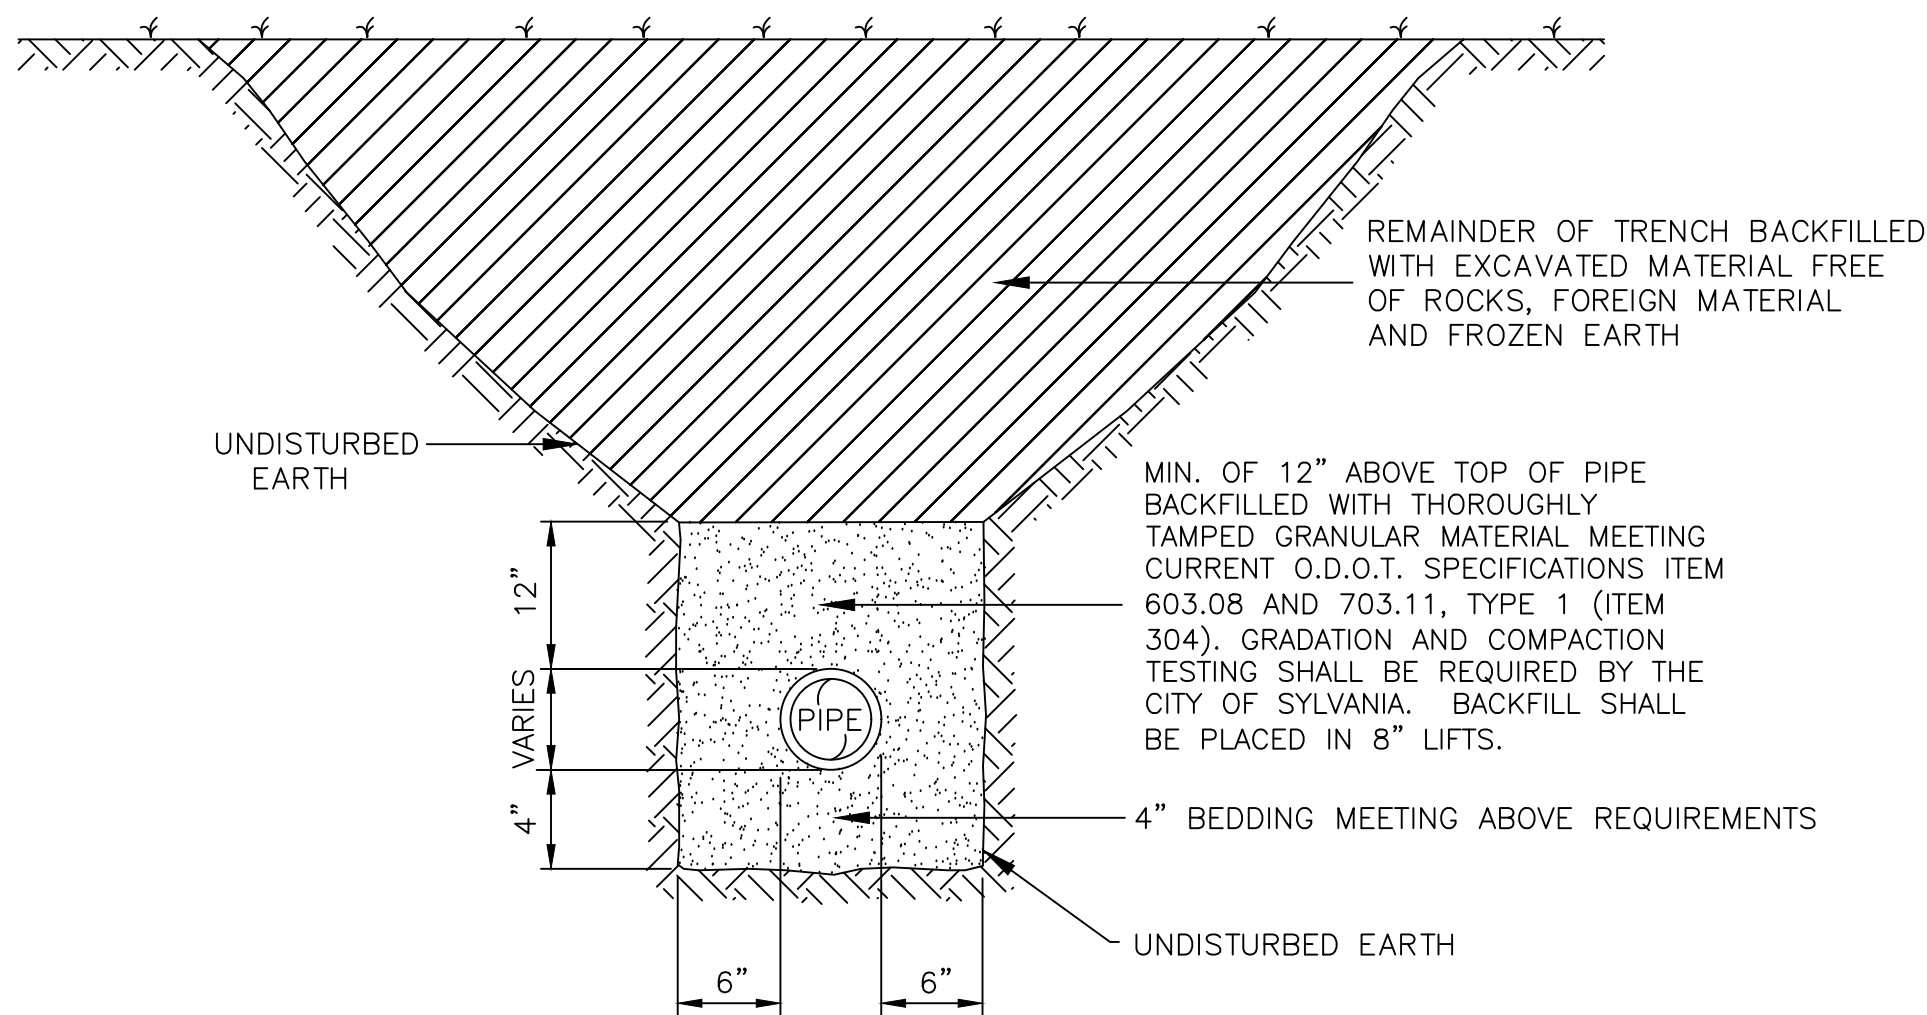 REMAINDER OF TRENCH BACKFILLED
WITH EXCAVATED MATERIAL FREE
OF ROCKS, FOREIGN MATERIAL
AND FROZEN EARTH
UNDISTURBED
EARTH
MIN. OF 12" ABOVE TOP OF PIPE
BACKFILLED WITH THOROUGHLY
TAMPED GRANULAR MATERIAL MEETING
CURRENT O.D.O.T. SPECIFICATIONS ITEM
603.08 AND 703.11, TYPE 1 (ITEM
304). GRADATION AND COMPACTION
TESTING SHALL BE REQUIRED BY THE
CITY OF SYLVANIA. BACKFILL SHALL
BE PLACED IN 8" LIFTS.
12"
VARIES
PIPE
4"
4" BEDDING MEETING ABOVE REQUIREMENTS
UNDISTURBED EARTH
6"
6"